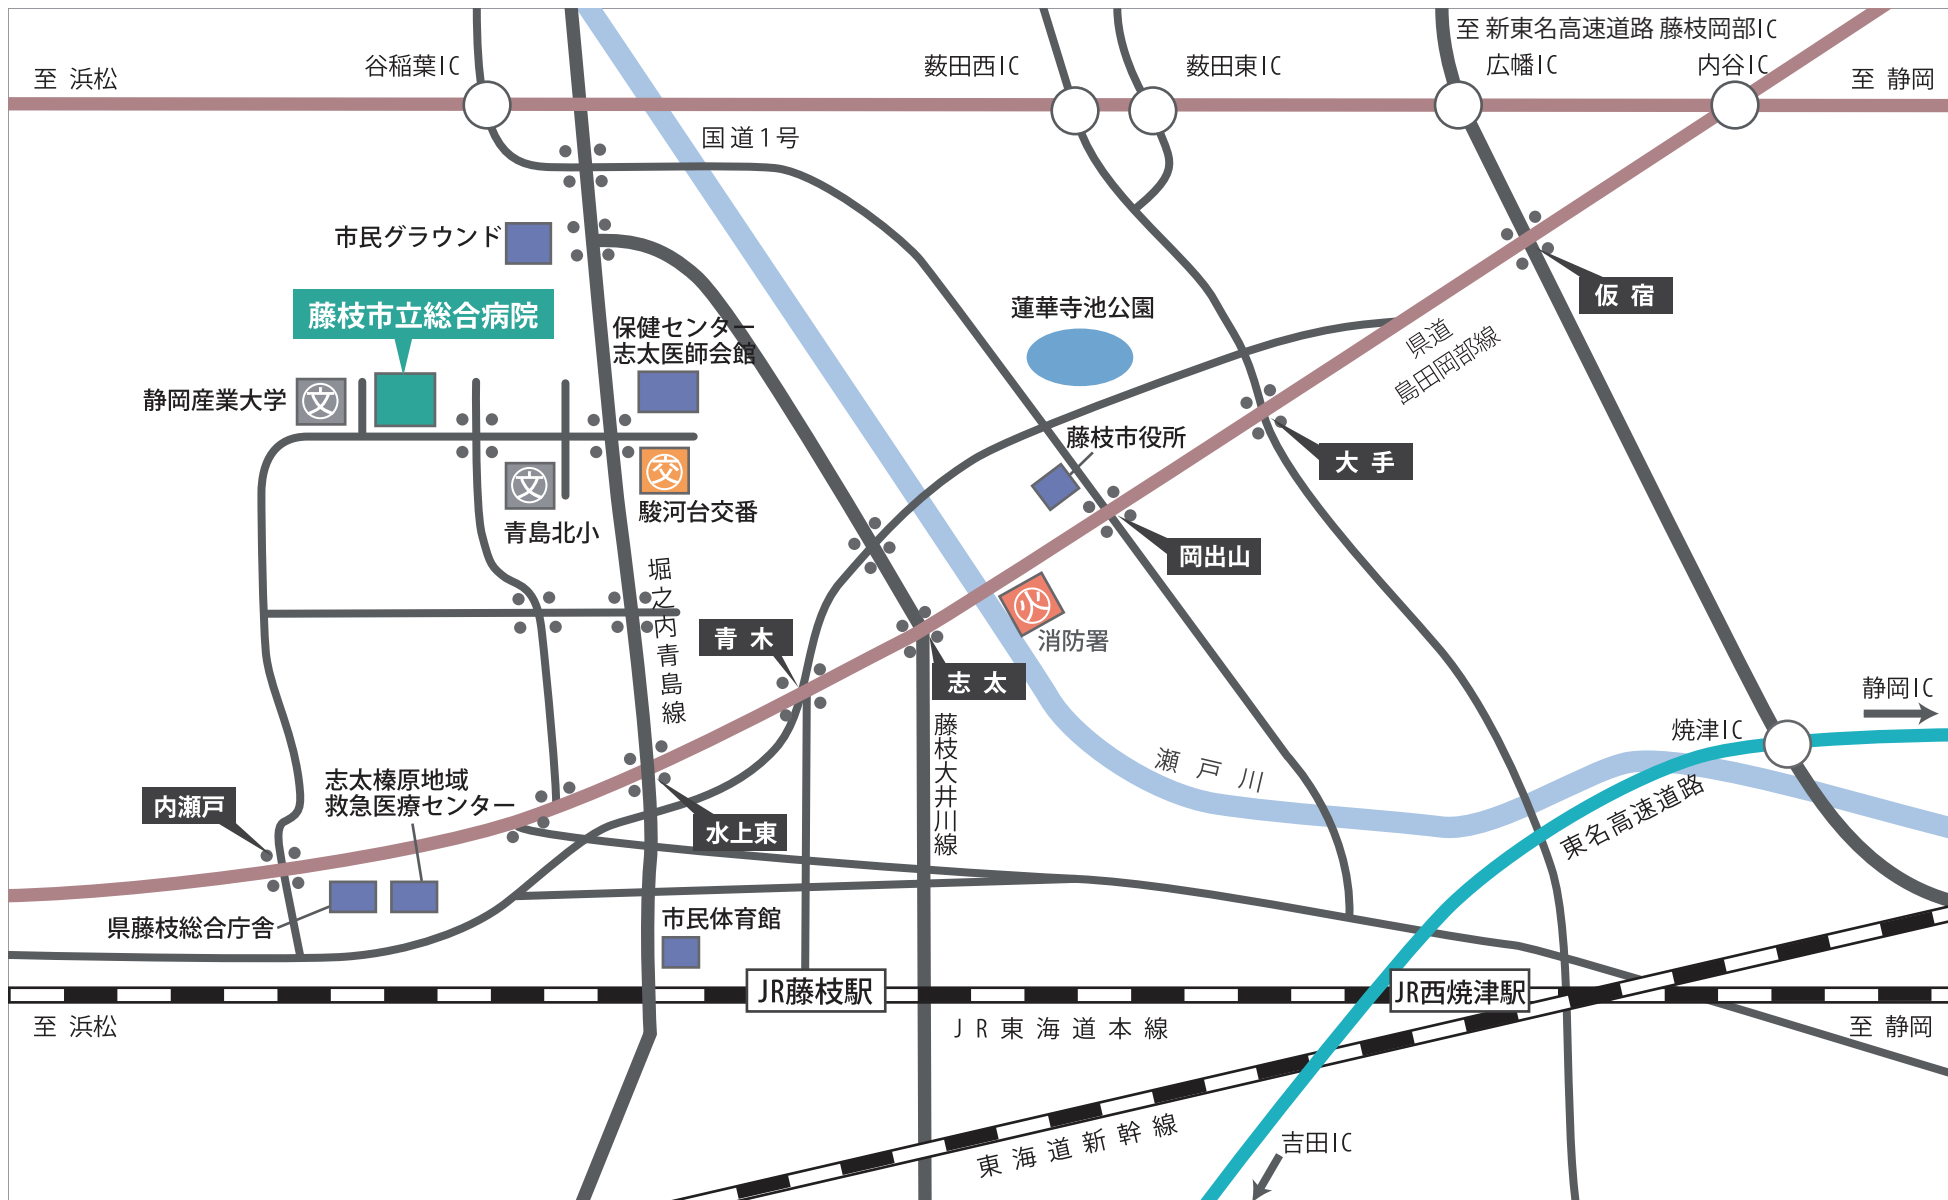 至 新東名高速道路 藤枝岡部IC
至 浜松
谷稲葉IC
薮田西IC
薮田東IC
広幡IC
内谷IC
至 静岡
国道1号
市民グラウンド
藤枝市立総合病院
保健センター
志太医師会館
蓮華寺池公園
仮宿
県道
島田岡部線
静岡産業大学
文
藤枝市役所
大手
文
交
青島北小
駿河台交番
岡出山
堀之内青島線
火
消防署
青木
志太
静岡IC
藤枝大井川線
焼津IC
瀬戸川
志太榛原地域
救急医療センター
内瀬戸
水上東
東名高速道路
県藤枝総合庁舎
市民体育館
JR藤枝駅
JR西焼津駅
至 浜松
JR東海道本線
至 静岡
東海道新幹線
吉田IC